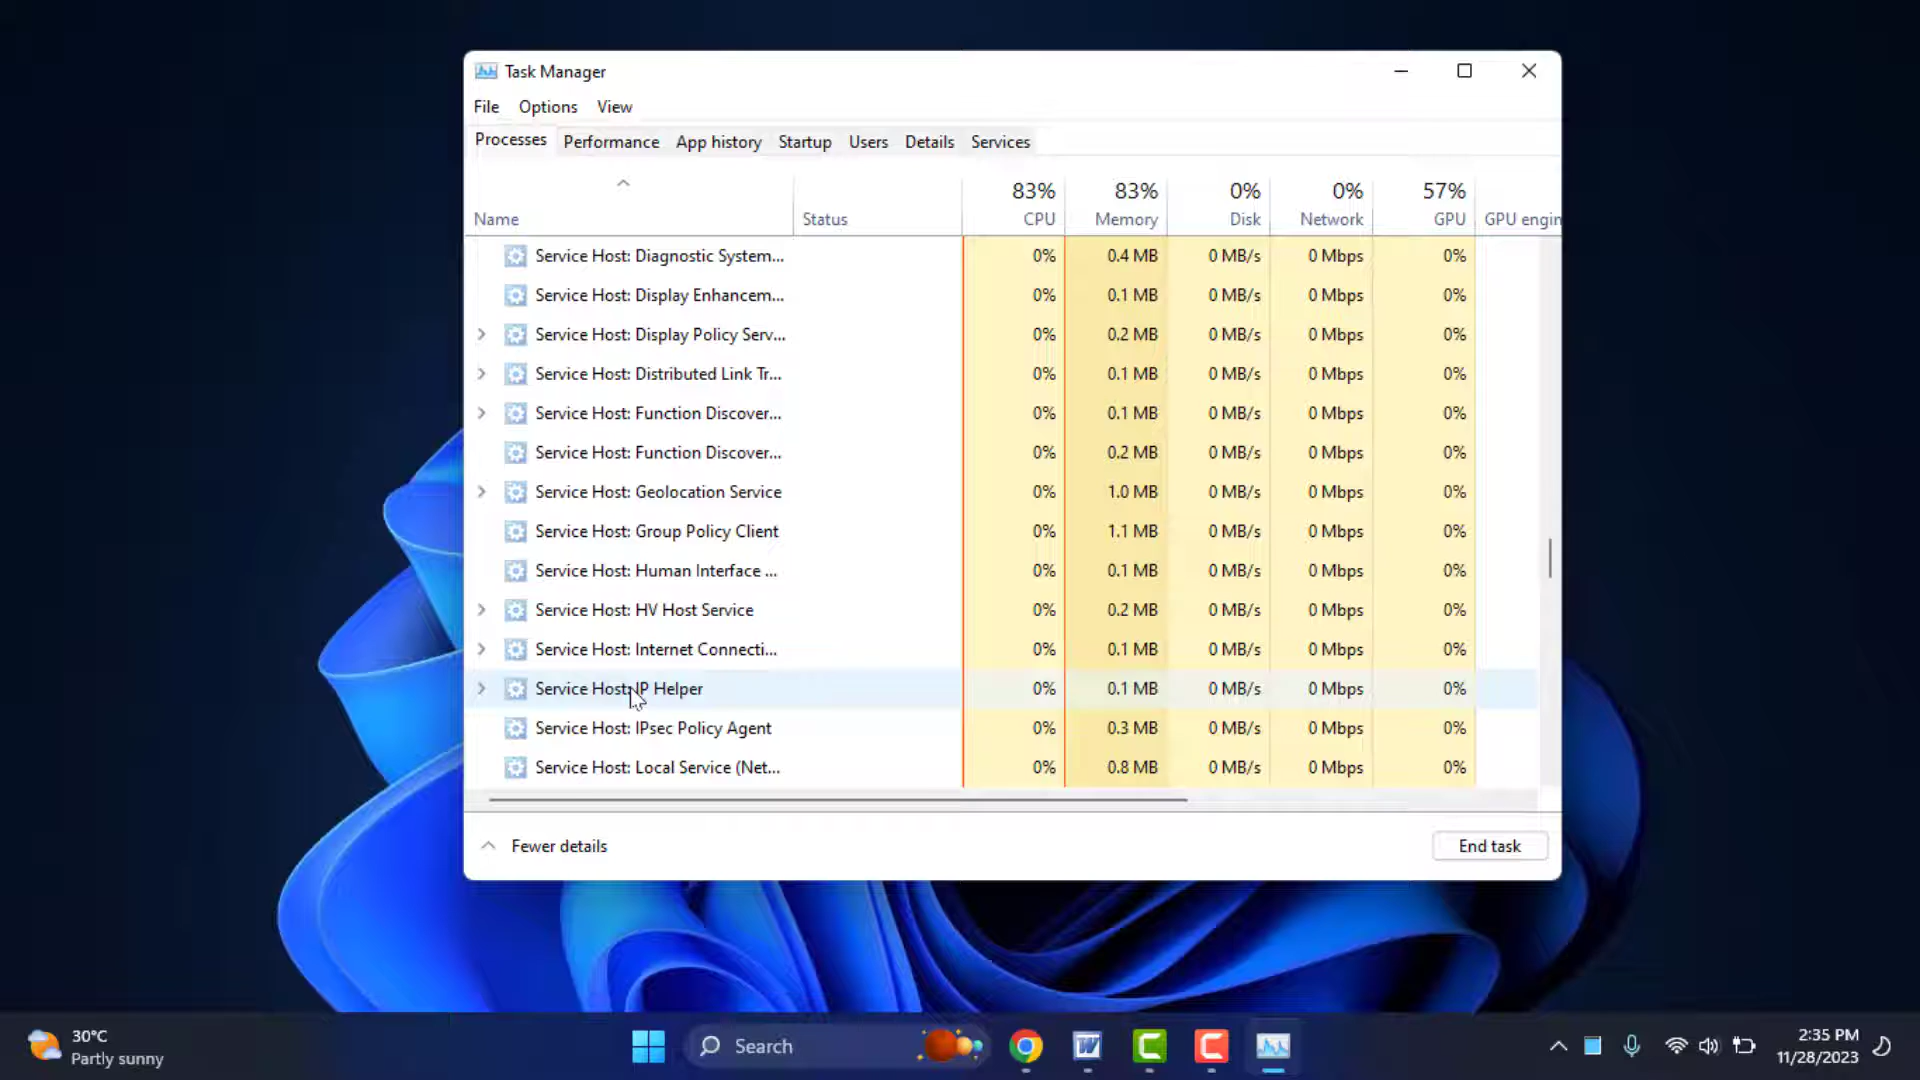 Task Manager
File Options View
Processes Performance App history Startup Users Details Services
83% 83% 0% 0% 57%
Name Status CPU Memory Disk Network GPU GPU engin
Service Host: Diagnostic System... 0% 0.4 MB 0 MB/s 0 Mbps 0%
Service Host: Display Enhancem... 0% 0.1 MB 0 MB/s 0 Mbps 0%
Service Host: Display Policy Serv... 0% 0.2 MB 0 MB/s 0 Mbps 0%
Service Host: Distributed Link Tr... 0% 0.1 MB 0 MB/s 0 Mbps 0%
Service Host: Function Discover... 0% 0.1 MB 0 MB/s 0 Mbps 0%
Service Host: Function Discover... 0% 0.2 MB 0 MB/s 0 Mbps 0%
Service Host: Geolocation Service 0% 1.0 MB 0 MB/s 0 Mbps 0%
Service Host: Group Policy Client 0% 1.1 MB 0 MB/s 0 Mbps 0%
Service Host: Human Interface ... 0% 0.1 MB 0 MB/s 0 Mbps 0%
Service Host: HV Host Service 0% 0.2 MB 0 MB/s 0 Mbps 0%
Service Host: Internet Connecti... 0% 0.1 MB 0 MB/s 0 Mbps 0%
Service Host: IP Helper 0% 0.1 MB 0 MB/s 0 Mbps 0%
Service Host: IPsec Policy Agent 0% 0.3 MB 0 MB/s 0 Mbps 0%
Service Host: Local Service (Net... 0% 0.8 MB 0 MB/s 0 Mbps 0%
Fewer details End task
30°C
Partly sunny
Search
2:35 PM
11/28/2023